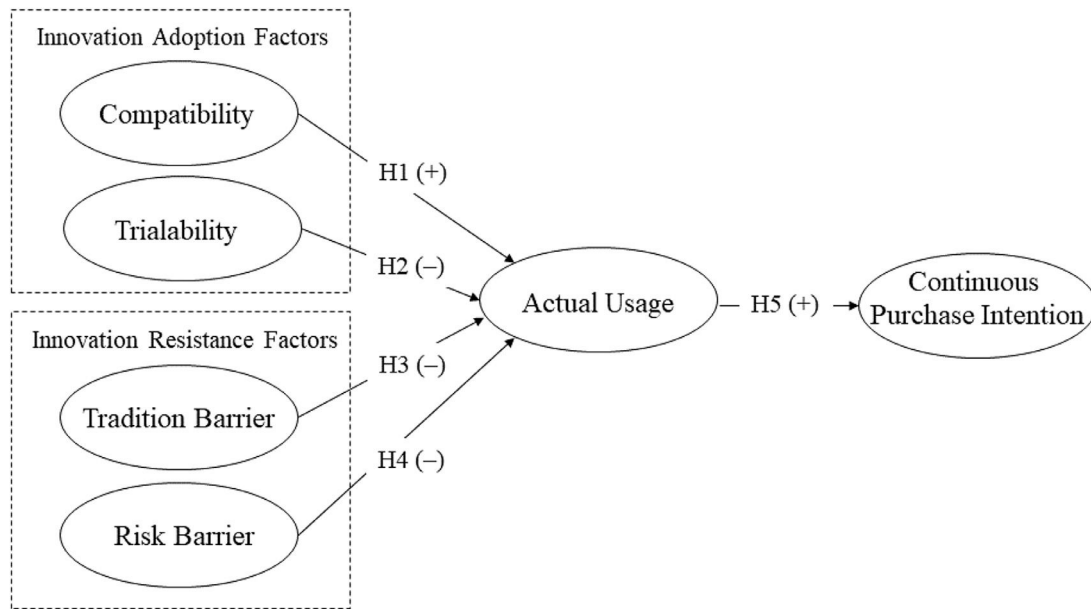 Innovation Adoption Factors
Compatibility
H1 (+)
Trialability
H2 (–)
Actual Usage
H5 (+)
Continuous
Purchase Intention
Innovation Resistance Factors
H3 (–)
Tradition Barrier
H4 (–)
Risk Barrier